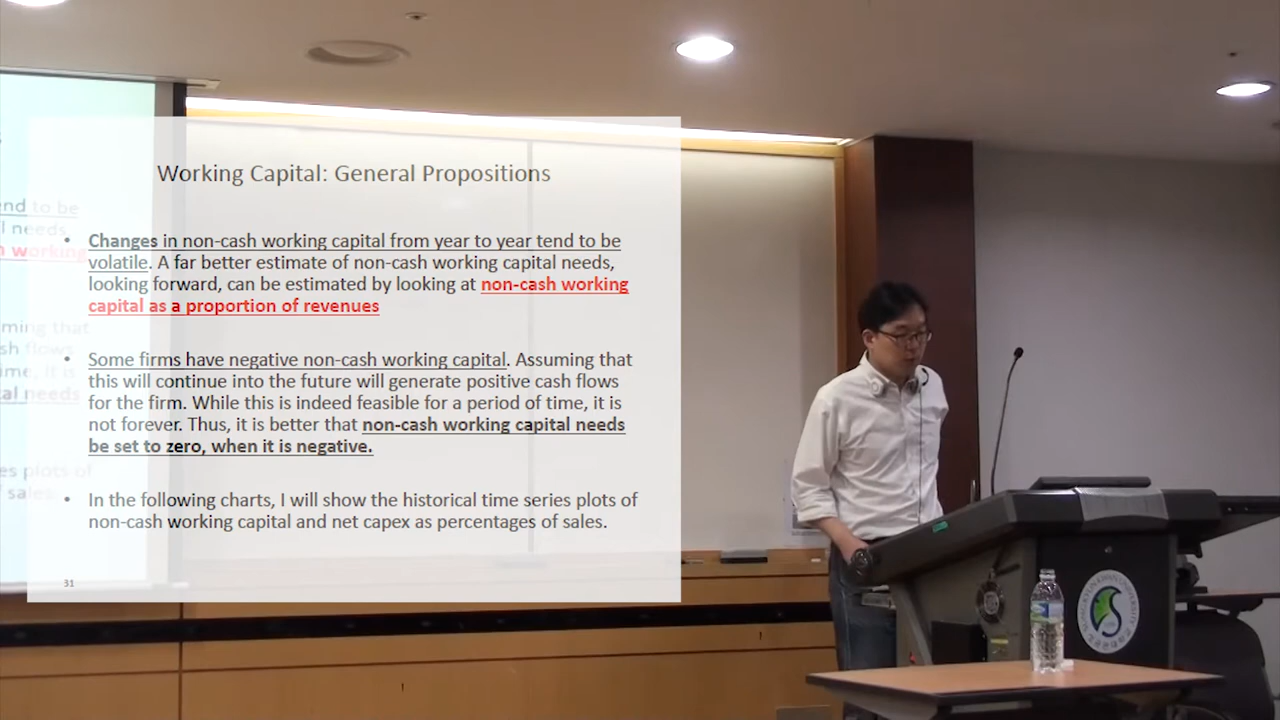 Working Capital: General Propositions
• Changes in non-cash working capital from year to year tend to be
volatile. A far better estimate of non-cash working capital needs,
looking forward, can be estimated by looking at non-cash working
capital as a proportion of revenues
• Some firms have negative non-cash working capital. Assuming that
this will continue into the future will generate positive cash flows
for the firm. While this is indeed feasible for a period of time, it is
not forever. Thus, it is better that non-cash working capital needs
be set to zero, when it is negative.
• In the following charts, I will show the historical time series plots of
non-cash working capital and net capex as percentages of sales.
31
SUNGKYUNKWAN UNIVERSITY